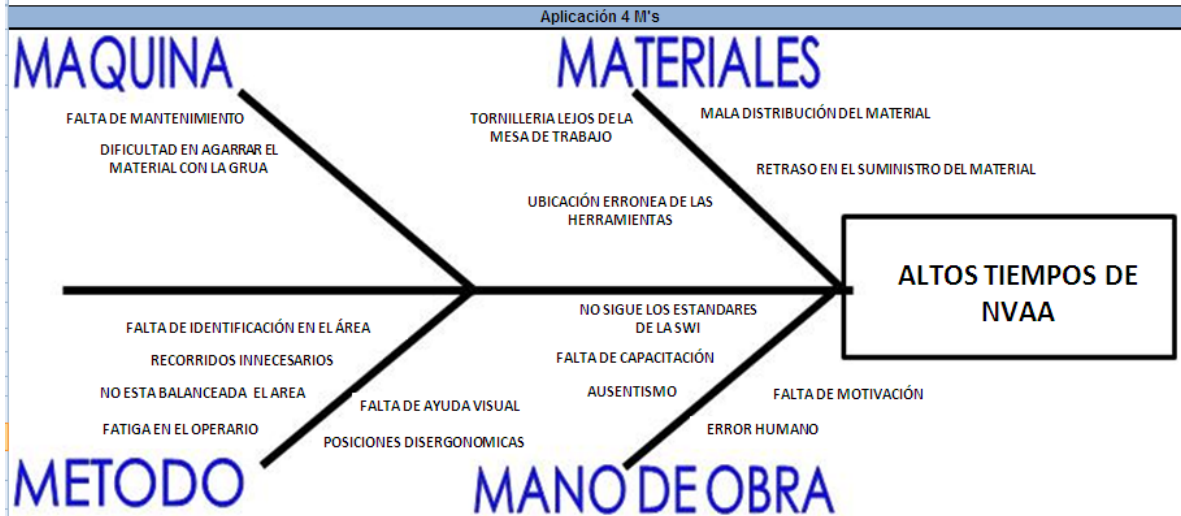 Aplicación 4 M's
MAQUINA
MATERIALES
FALTA DE MANTENIMIENTO
DIFICULTAD EN AGARRAR EL
MATERIAL CON LA GRUA
TORNILLERIA LEJOS DE LA
MESA DE TRABAJO
MALA DISTRIBUCIÓN DEL MATERIAL
RETRASO EN EL SUMINISTRO DEL MATERIAL
UBICACIÓN ERRONEA DE LAS
HERRAMIENTAS
ALTOS TIEMPOS DE
NVAA
FALTA DE IDENTIFICACIÓN EN EL ÁREA
RECORRIDOS INNECESARIOS
NO ESTA BALANCEADA EL AREA
FATIGA EN EL OPERARIO
FALTA DE AYUDA VISUAL
POSICIONES DISERGONOMICAS
NO SIGUE LOS ESTANDARES
DE LA SWI
FALTA DE CAPACITACIÓN
AUSENTISMO
FALTA DE MOTIVACIÓN
ERROR HUMANO
METODO
MANO DE OBRA